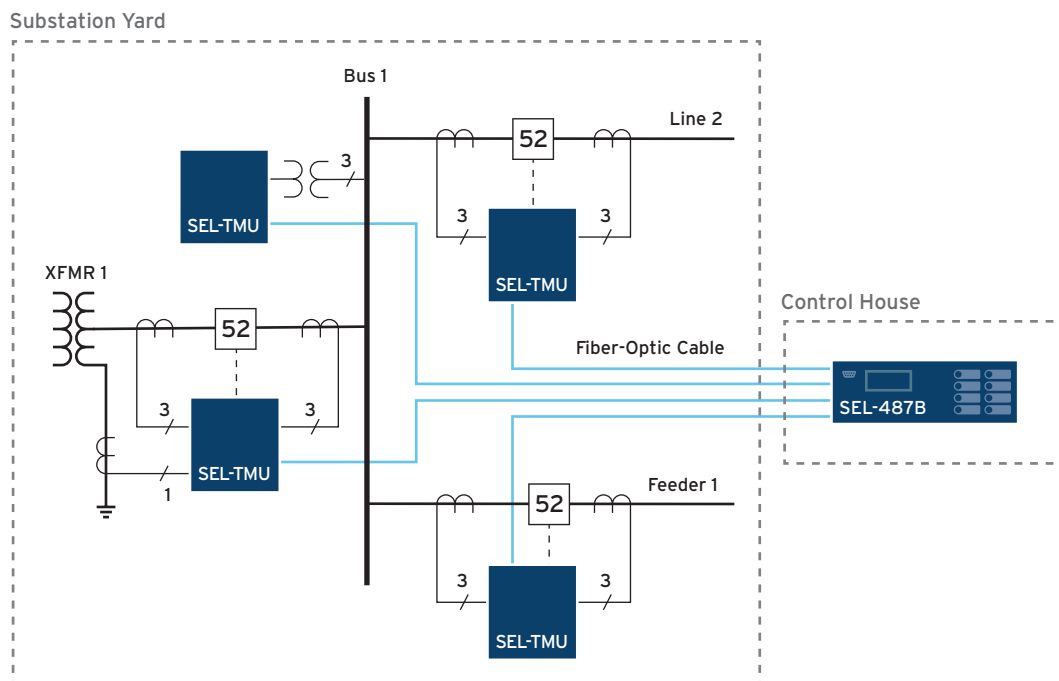 Substation Yard
Bus 1
Line 2
52
3
SEL-TMU
3
3
SEL-TMU
XFMR 1
Control House
52
Fiber-Optic Cable
SEL-487B
3
3
SEL-TMU
1
Feeder 1
52
3
3
SEL-TMU